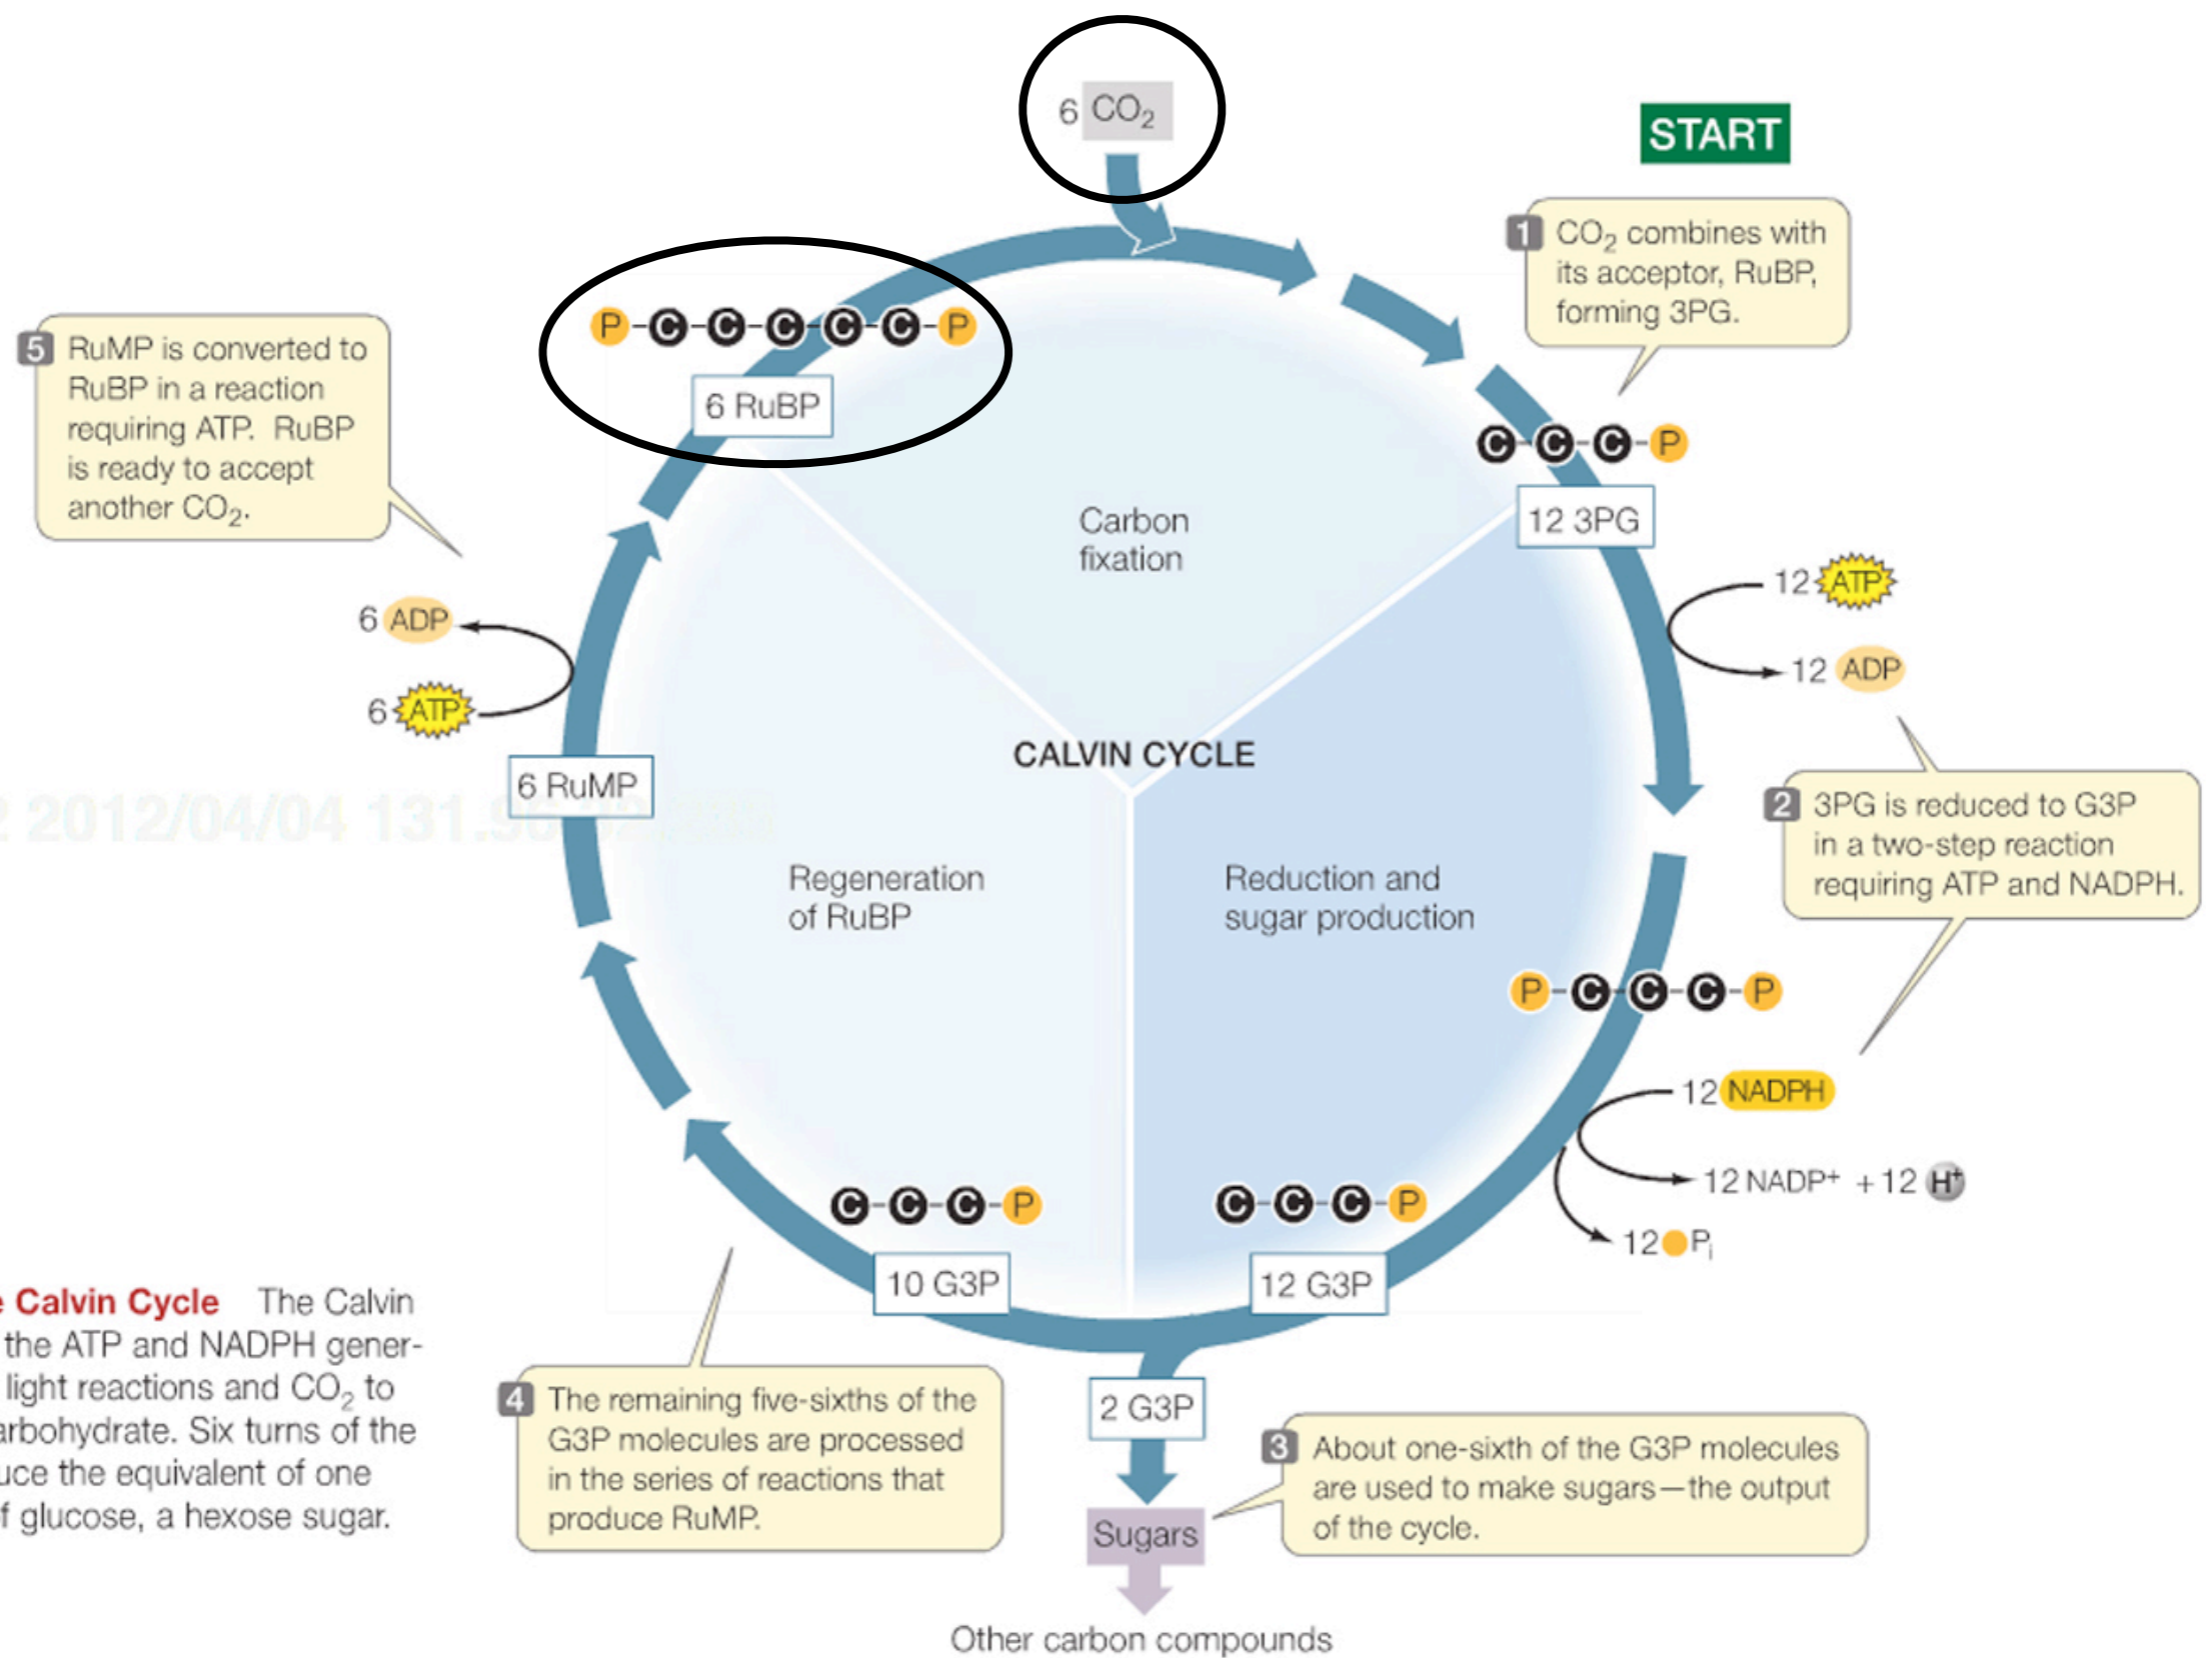 6 CO₂
START
1 CO₂ combines with
its acceptor, RuBP,
forming 3PG.
P-C-C-C-C-C-P
6 RuBP
5 RuMP is converted to
RuBP in a reaction
requiring ATP. RuBP
is ready to accept
another CO₂.
C-C-C-P
12 3PG
Carbon
fixation
12 ATP
12 ADP
6 ADP
6 ATP
CALVIN CYCLE
6 RuMP
2 2012/04/04 131.96.
2 3PG is reduced to G3P
in a two-step reaction
requiring ATP and NADPH.
Regeneration
of RuBP
Reduction and
sugar production
P-C-C-C-P
12 NADPH
12 NADP⁺ + 12 H⁺
12 Pi
C-C-C-P
10 G3P
C-C-C-P
12 G3P
Calvin Cycle The Calvin
the ATP and NADPH gener-
light reactions and CO₂ to
arbohydrate. Six turns of the
uce the equivalent of one
f glucose, a hexose sugar.
4 The remaining five-sixths of the
G3P molecules are processed
in the series of reactions that
produce RuMP.
2 G3P
3 About one-sixth of the G3P molecules
are used to make sugars—the output
of the cycle.
Sugars
Other carbon compounds